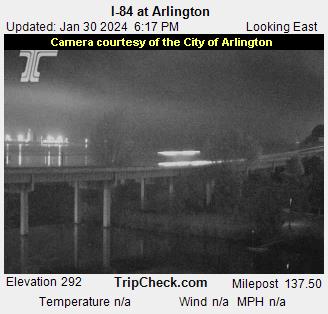 I-84 at Arlington
Updated: Jan 30 2024 6:17 PM Looking East
Camera courtesy of the City of Arlington
Elevation 292 TripCheck.com Milepost 137.50
Temperature n/a Wind n/a MPH n/a